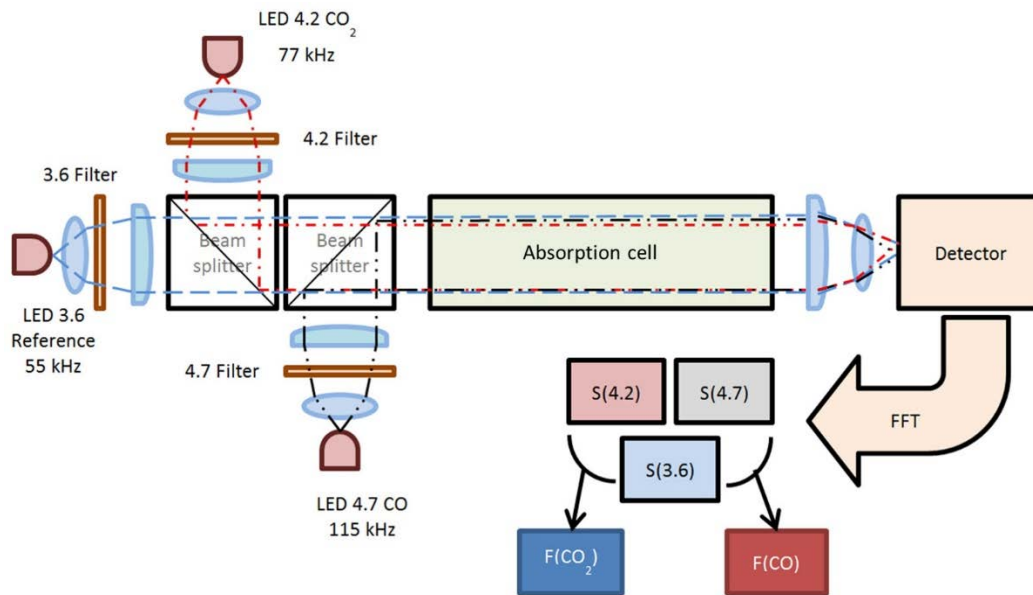 LED 4.2 CO₂
77 kHz
4.2 Filter
3.6 Filter
Beam
splitter
Beam
splitter
Absorption cell
Detector
LED 3.6
Reference
55 kHz
4.7 Filter
LED 4.7 CO
115 kHz
S(4.2)
S(4.7)
FFT
S(3.6)
F(CO₂)
F(CO)